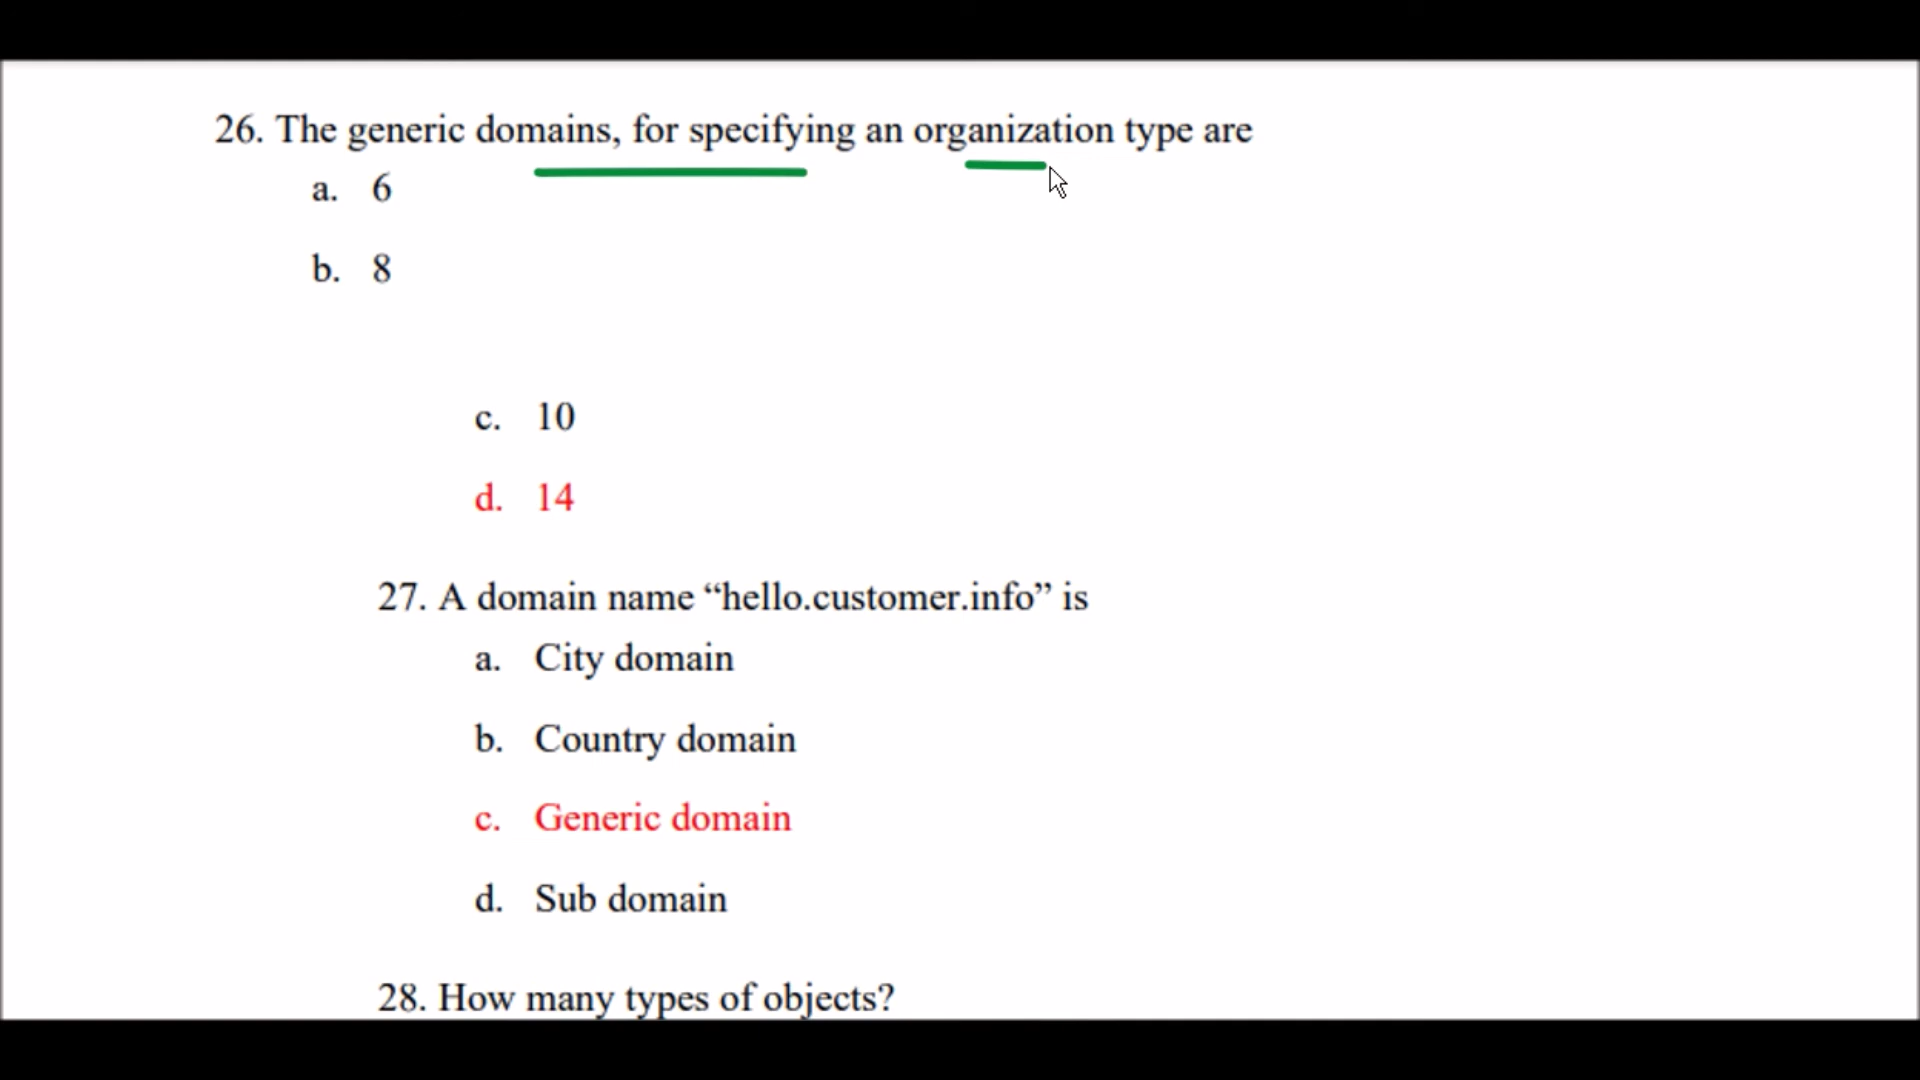 26. The generic domains, for specifying an organization type are
a. 6
b. 8
c. 10
d. 14
27. A domain name “hello.customer.info” is
a. City domain
b. Country domain
c. Generic domain
d. Sub domain
28. How many types of objects?